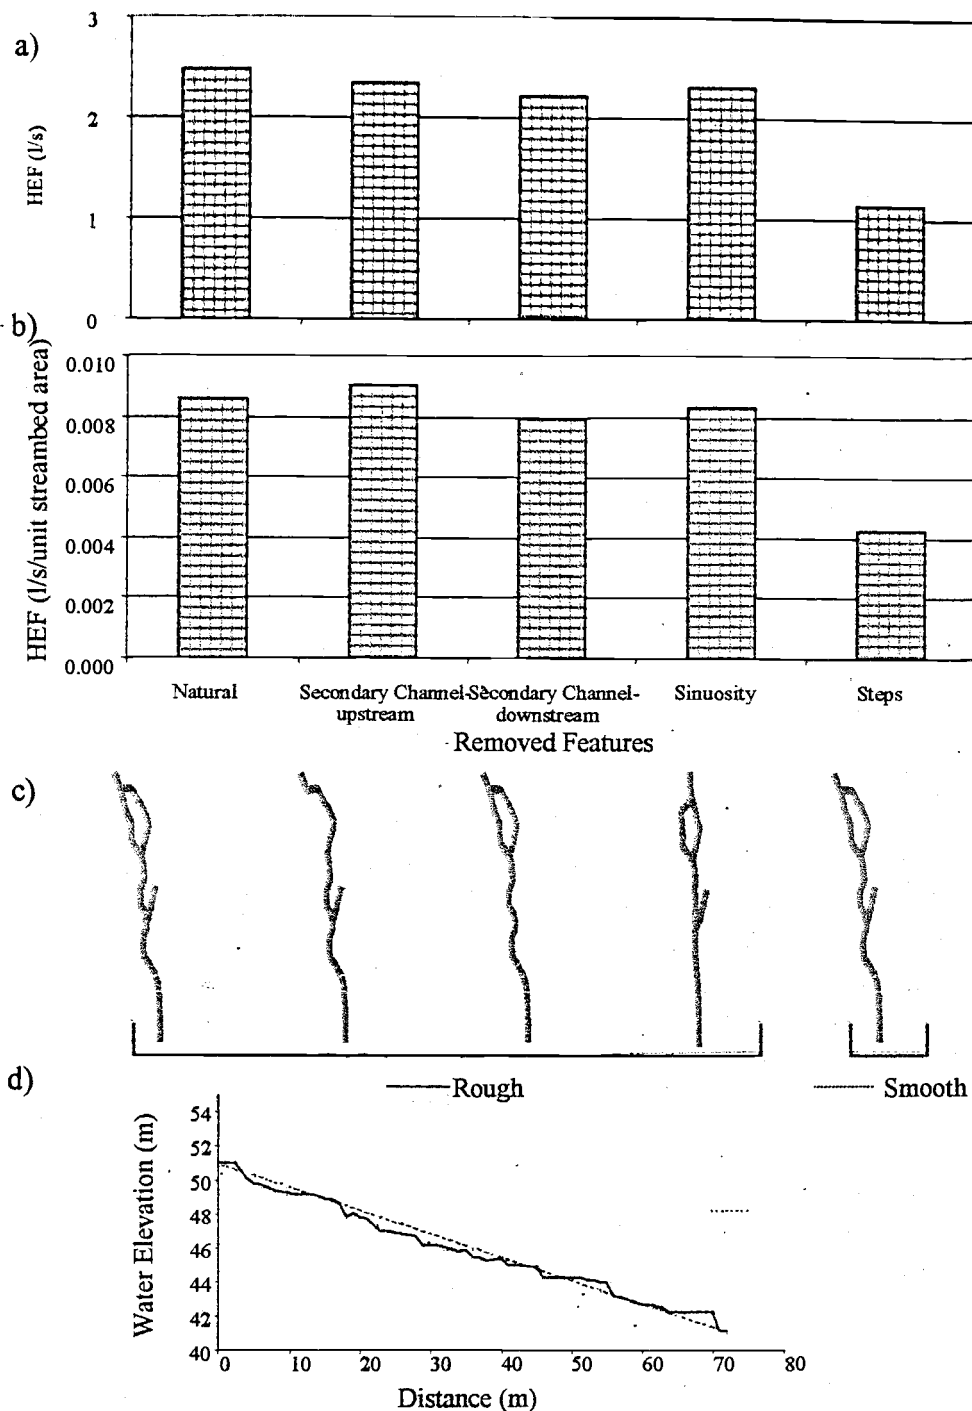 a)
3
2
1
0
HEF (l/s)
b)
0.010
0.008
0.006
0.004
0.002
0.000
HEF (l/s/unit streambed area)
Natural
Secondary Channel-
upstream
Secondary Channel-
downstream
Sinuosity
Steps
Removed Features
c)
d)
Rough
Smooth
54
52
50
48
46
44
42
40
Water Elevation (m)
0 10 20 30 40 50 60 70 80
Distance (m)